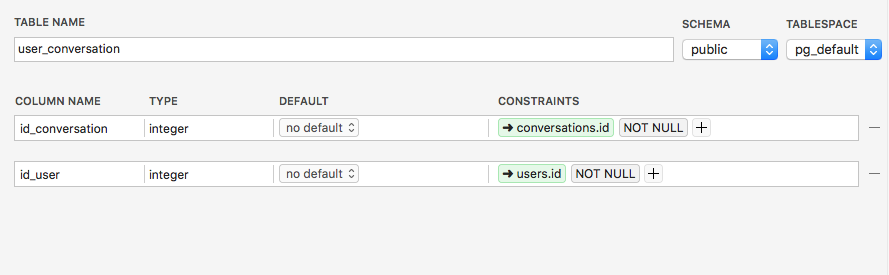 TABLE NAME SCHEMA TABLESPACE
user_conversation public pg_default
COLUMN NAME TYPE DEFAULT CONSTRAINTS
id_conversation integer no default ➜ conversations.id NOT NULL +
id_user integer no default ➜ users.id NOT NULL +